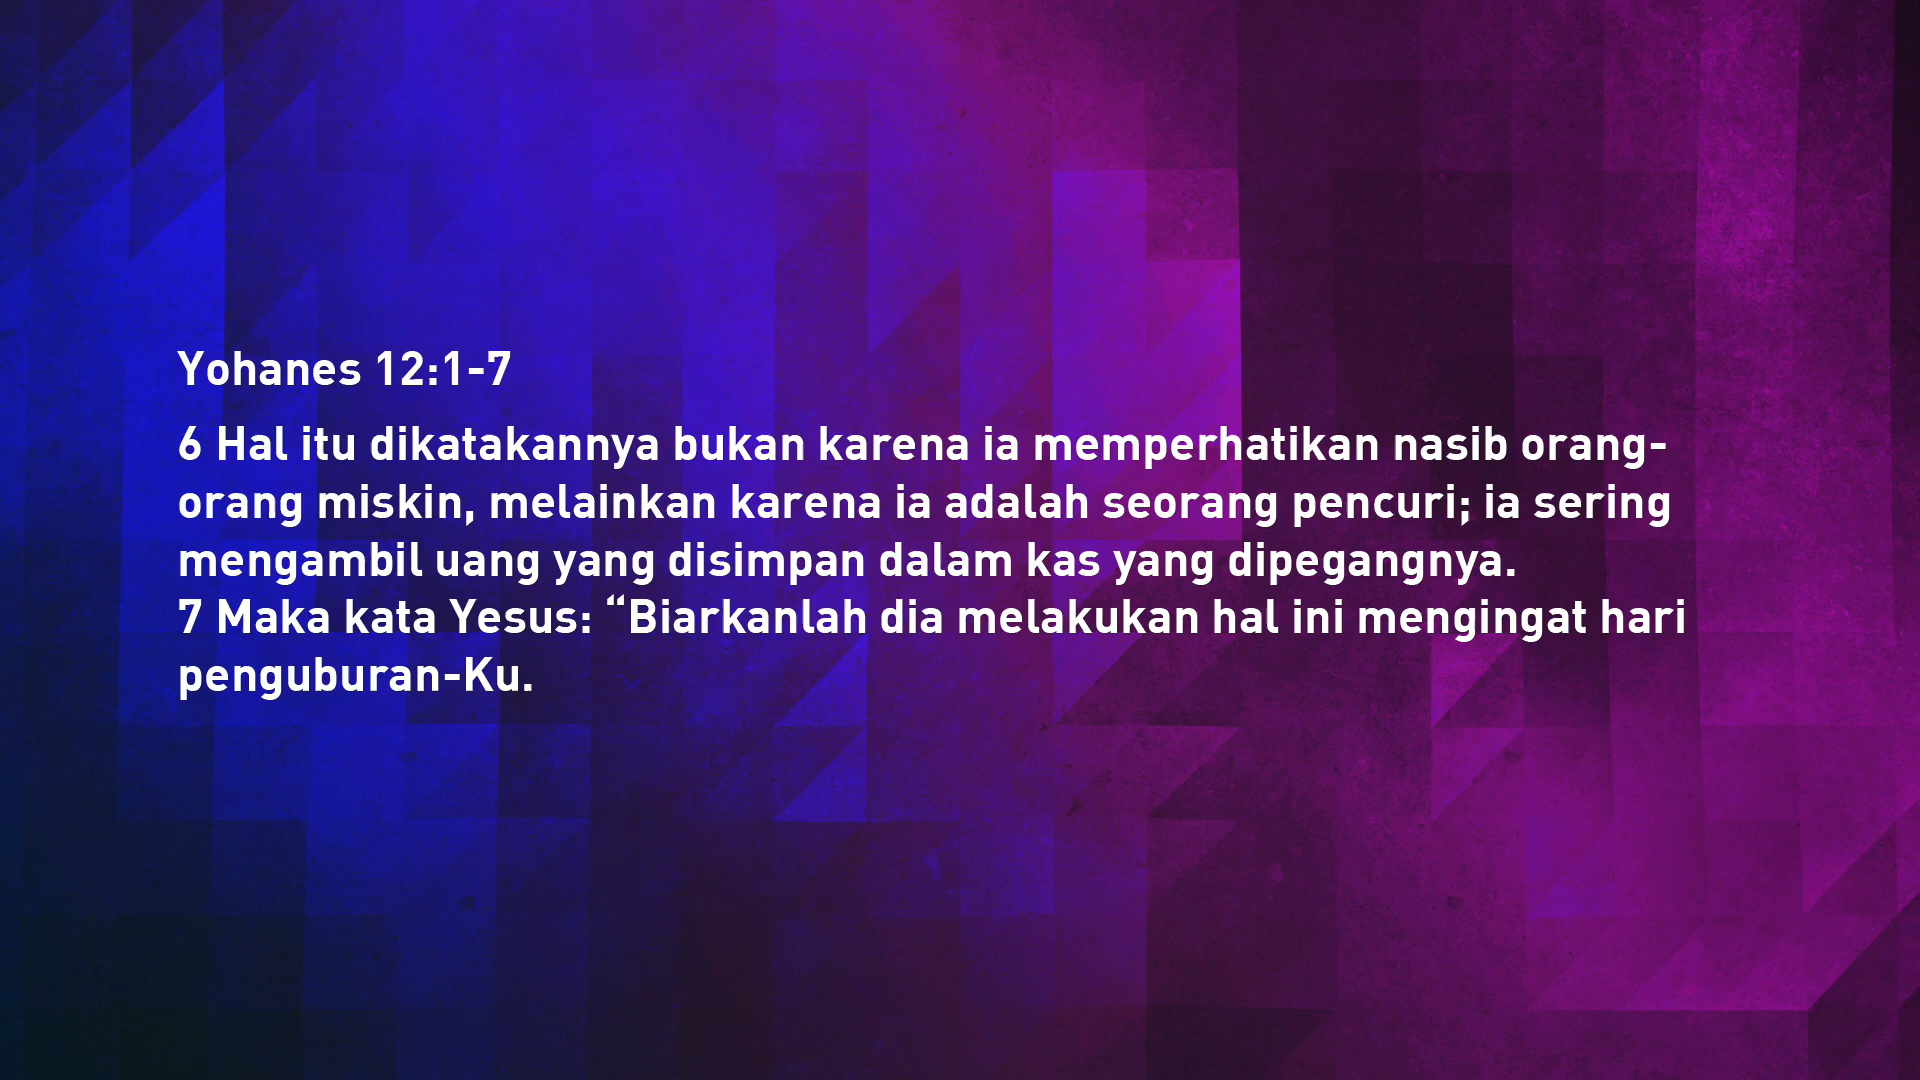 Yohanes 12:1-7
6 Hal itu dikatakannya bukan karena ia memperhatikan nasib orang-
orang miskin, melainkan karena ia adalah seorang pencuri; ia sering
mengambil uang yang disimpan dalam kas yang dipegangnya.
7 Maka kata Yesus: “Biarkanlah dia melakukan hal ini mengingat hari
penguburan-Ku.